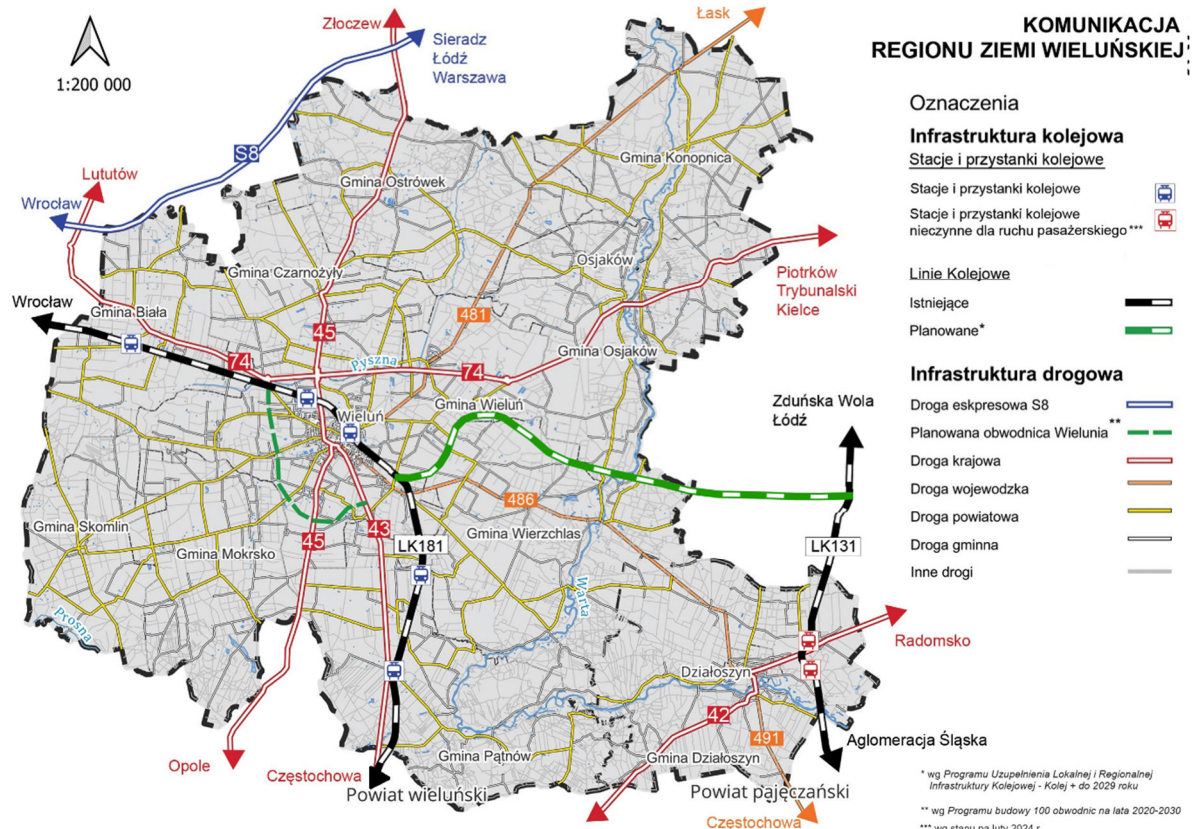 KOMUNIKACJA
REGIONU ZIEMI WIELUŃSKIEJ
1:200 000
Złoczew
Łask
Sieradz
Łódź
Warszawa
S8
Lututów
Wrocław
Gmina Konopnica
Gmina Ostrówek
Gmina Czarnożyły
Osjaków
Piotrków
Trybunalski
Kielce
Wrocław
Gmina Biała
481
45
Pyszna
Gmina Osjaków
74
74
Zduńska Wola
Łódź
Wieluń
Gmina Wieluń
486
Gmina Skomlin
Gmina Wierzchlas
43
45
LK181
LK131
Gmina Mokrsko
Warta
Prosna
Radomsko
Działoszyn
42
491
Aglomeracja Śląska
Gmina Pątnów
Gmina Działoszyn
Opole
Częstochowa
Powiat wieluński
Powiat pajęczański
Częstochowa
Oznaczenia
Infrastruktura kolejowa
Stacje i przystanki kolejowe
Stacje i przystanki kolejowe
Stacje i przystanki kolejowe
nieczynne dla ruchu pasażerskiego ***
Linie Kolejowe
Istniejące
Planowane*
Infrastruktura drogowa
Droga eskpresowa S8
Planowana obwodnica Wielunia**
Droga krajowa
Droga wojewodzka
Droga powiatowa
Droga gminna
Inne drogi
* wg Programu Uzupełnienia Lokalnej i Regionalnej
Infrastruktury Kolejowej - Kolej + do 2029 roku
** wg Programu budowy 100 obwodnic na lata 2020-2030
*** wg stanu na luty 2024 r.